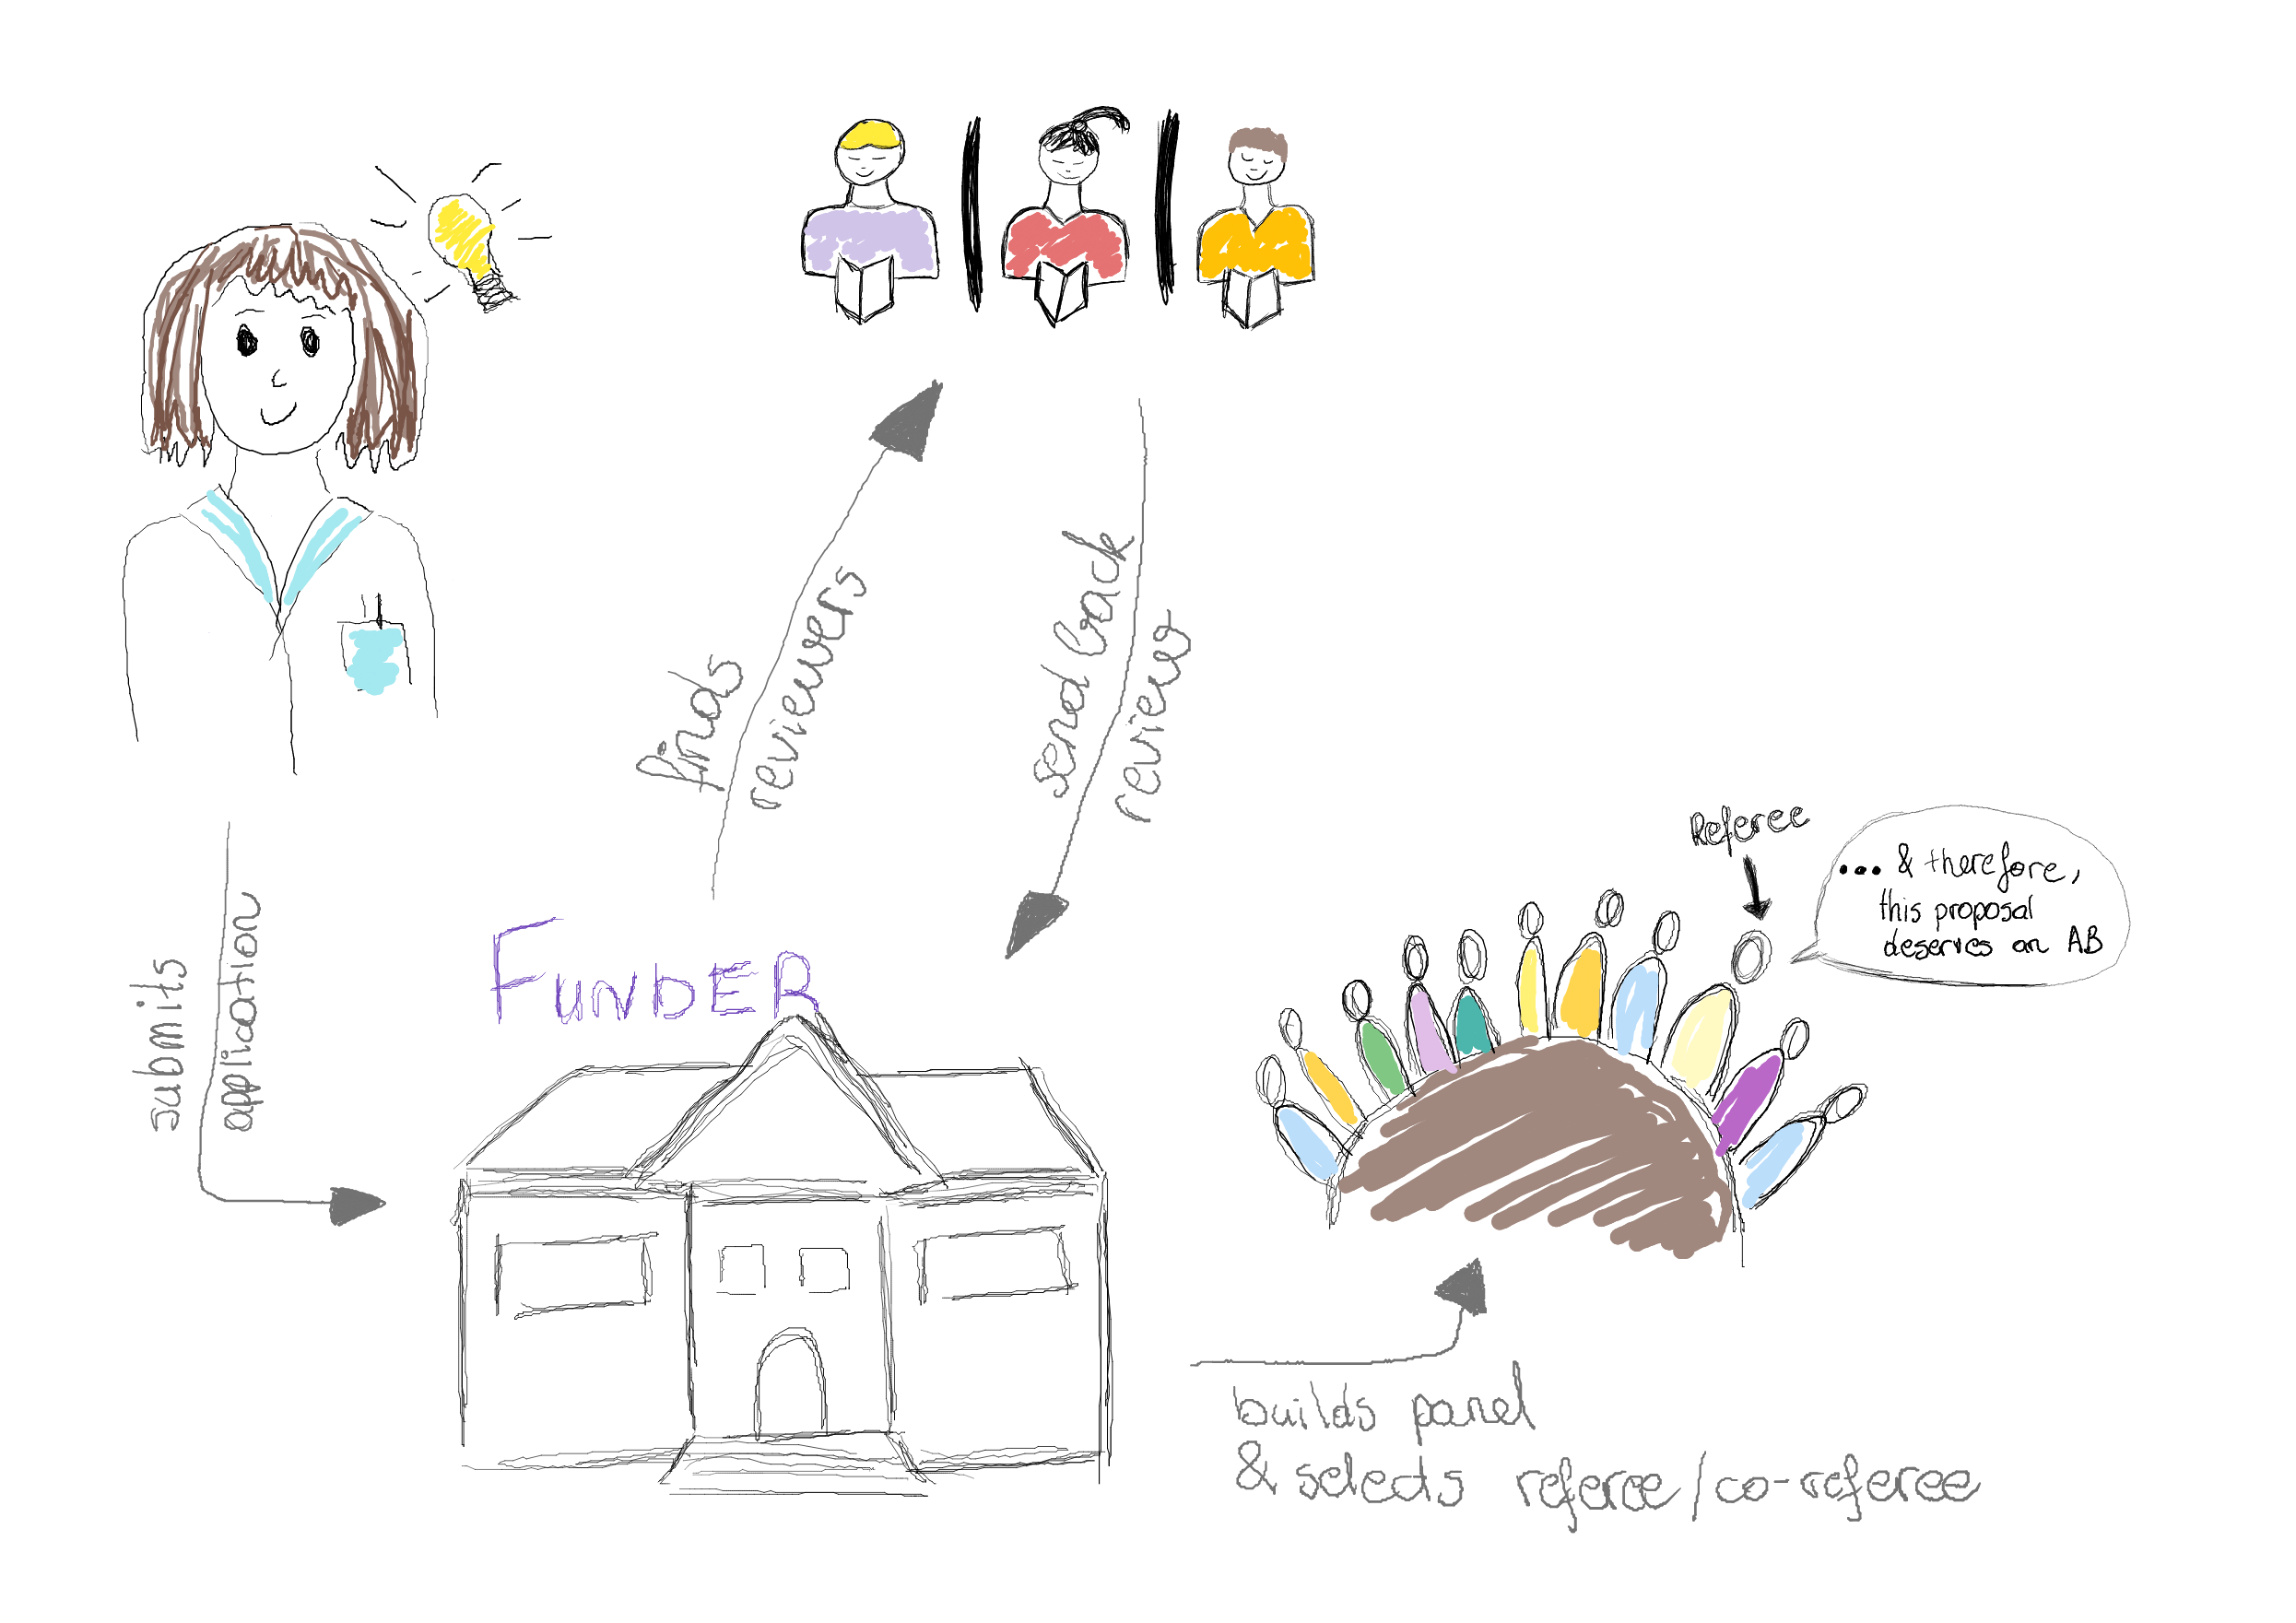 submits
application
FUNDER
finds
reviewers
send back
review
builds panel
& selects referee/co-referee
Referee
.... & therefore,
this proposal
deserves an AB